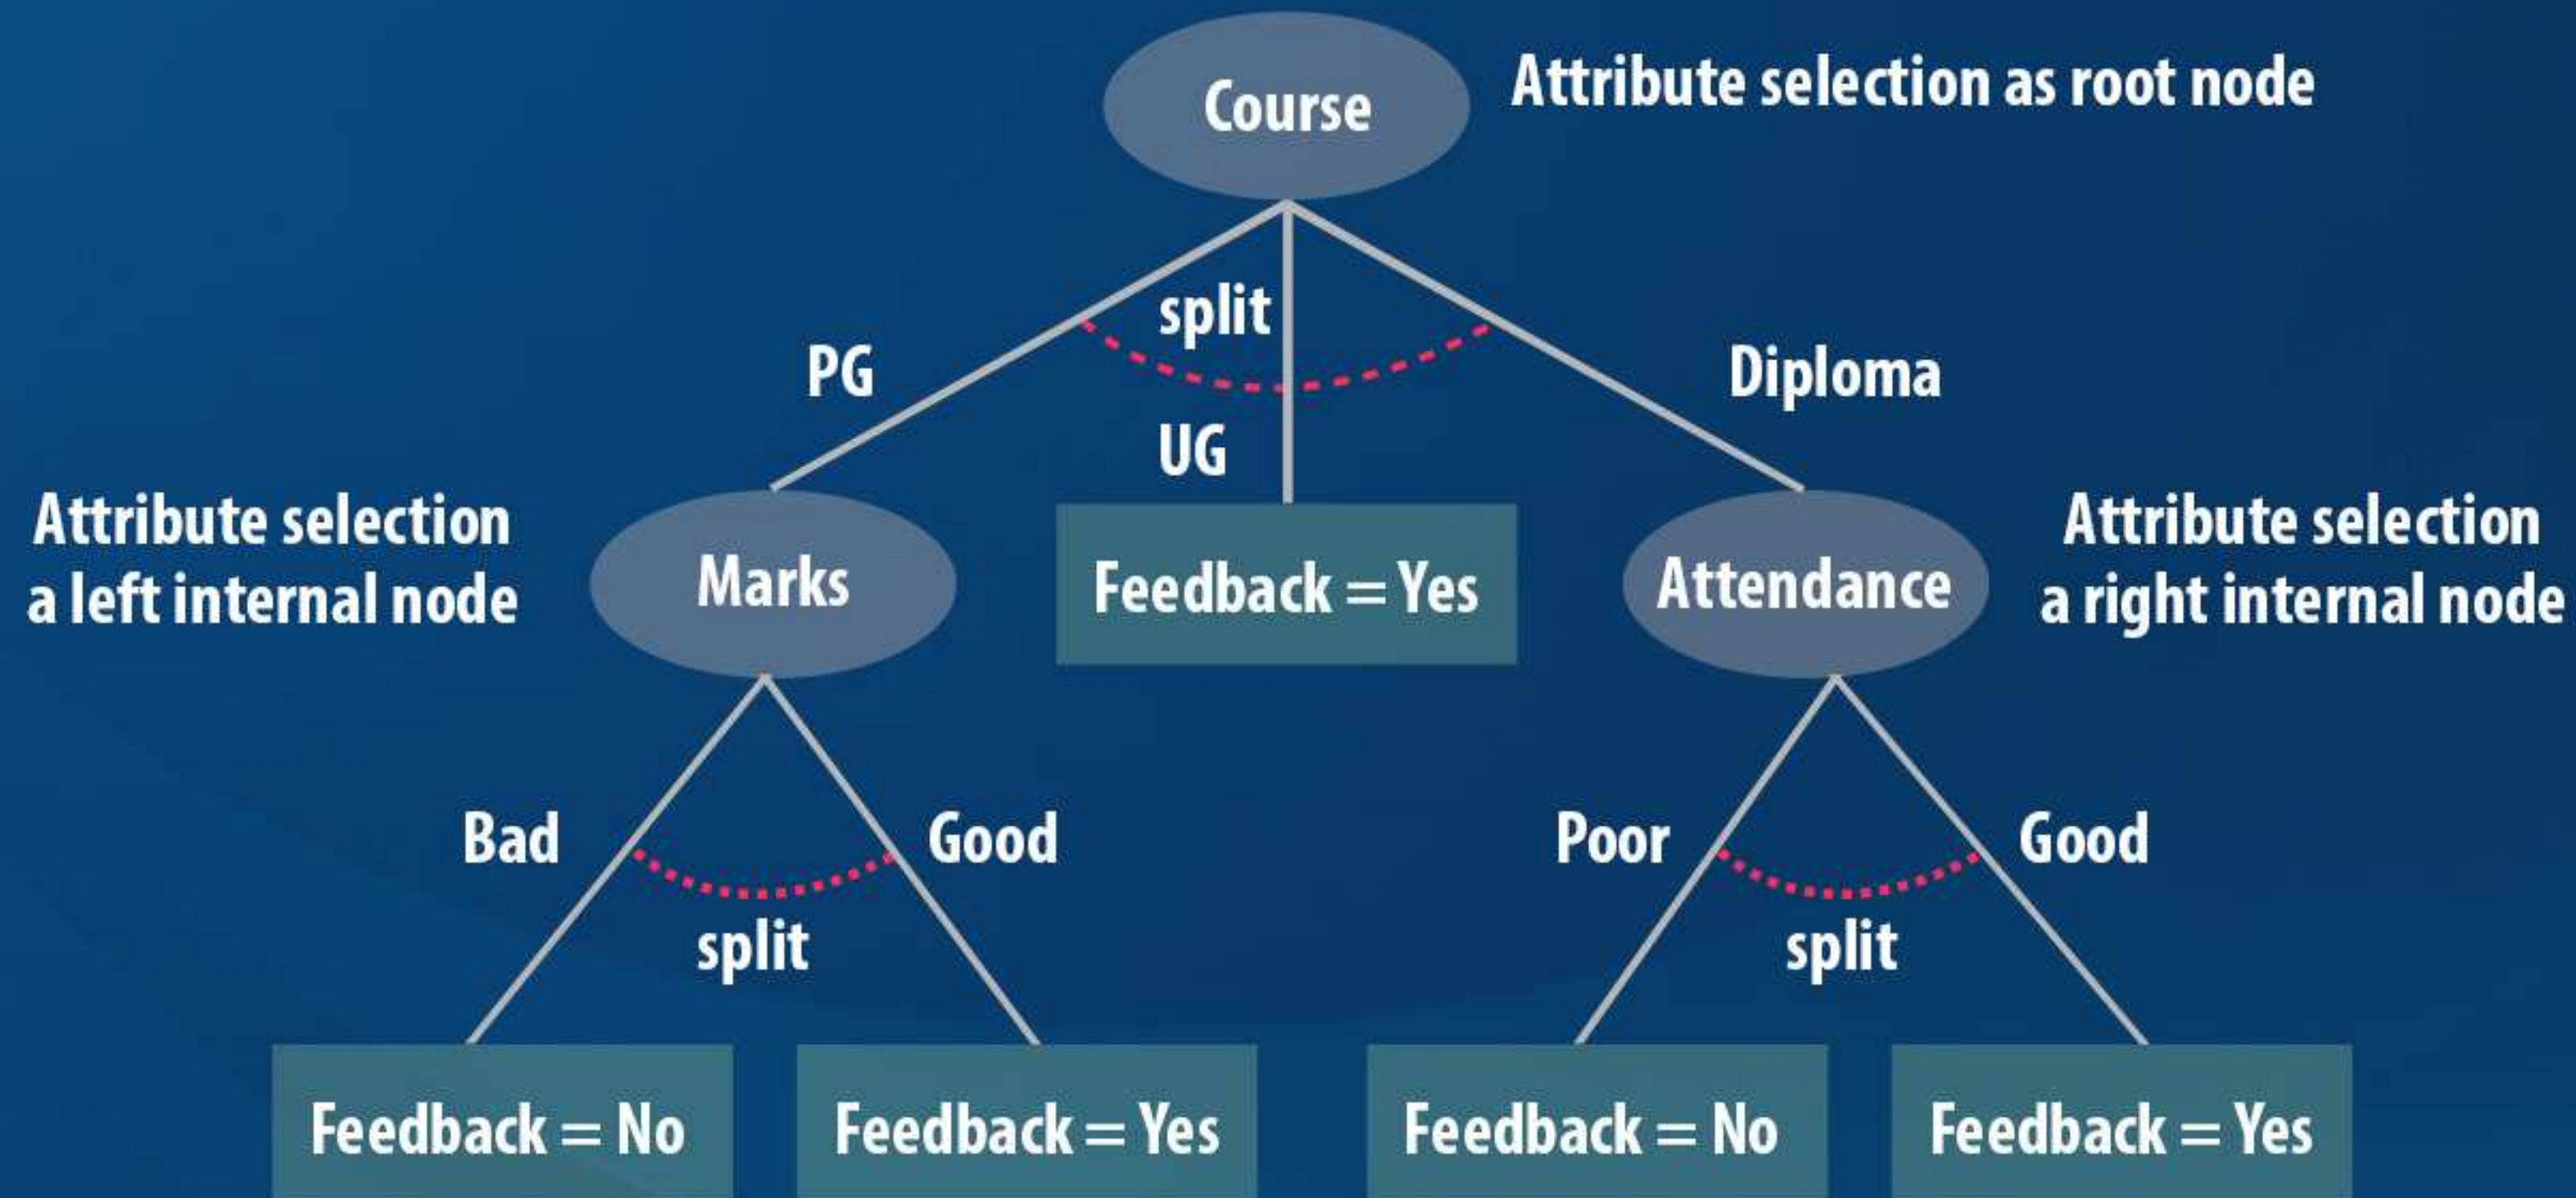 Course
Attribute selection as root node
split
PG
Diploma
UG
Attribute selection
a left internal node
Marks
Feedback = Yes
Attendance
Attribute selection
a right internal node
Bad
Good
split
Poor
Good
split
Feedback = No
Feedback = Yes
Feedback = No
Feedback = Yes